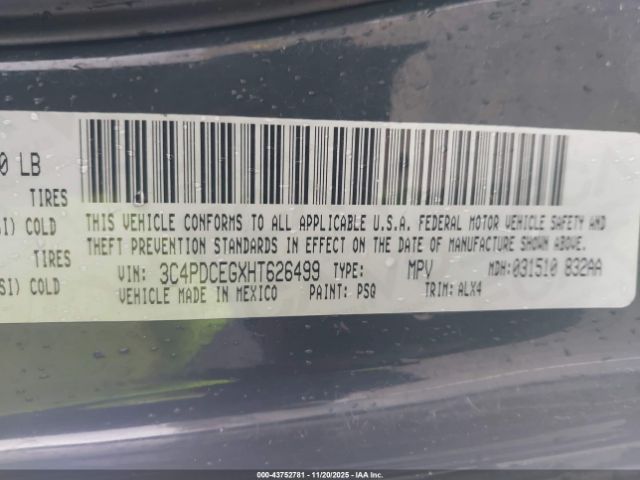 0 LB
TIRES
SI) COLD
TIRES
SI) COLD
THIS VEHICLE CONFORMS TO ALL APPLICABLE U.S.A. FEDERAL MOTOR VEHICLE SAFETY AND
THEFT PREVENTION STANDARDS IN EFFECT ON THE DATE OF MANUFACTURE SHOWN ABOVE.
VIN: 3C4PDCEGXHT626499 TYPE: MPV MDH:031510 832AA
VEHICLE MADE IN MEXICO PAINT: PSQ TRIM: ALX4
000-43752781 - 11/20/2025 - IAA Inc.